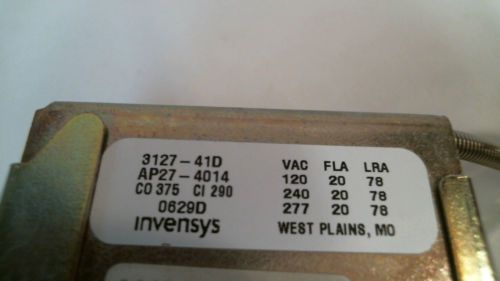 3127-41D
AP27-4014
CO 375 CI 290
0629D
invensys
VAC FLA LRA
120 20 78
240 20 78
277 20 78
WEST PLAINS, MO